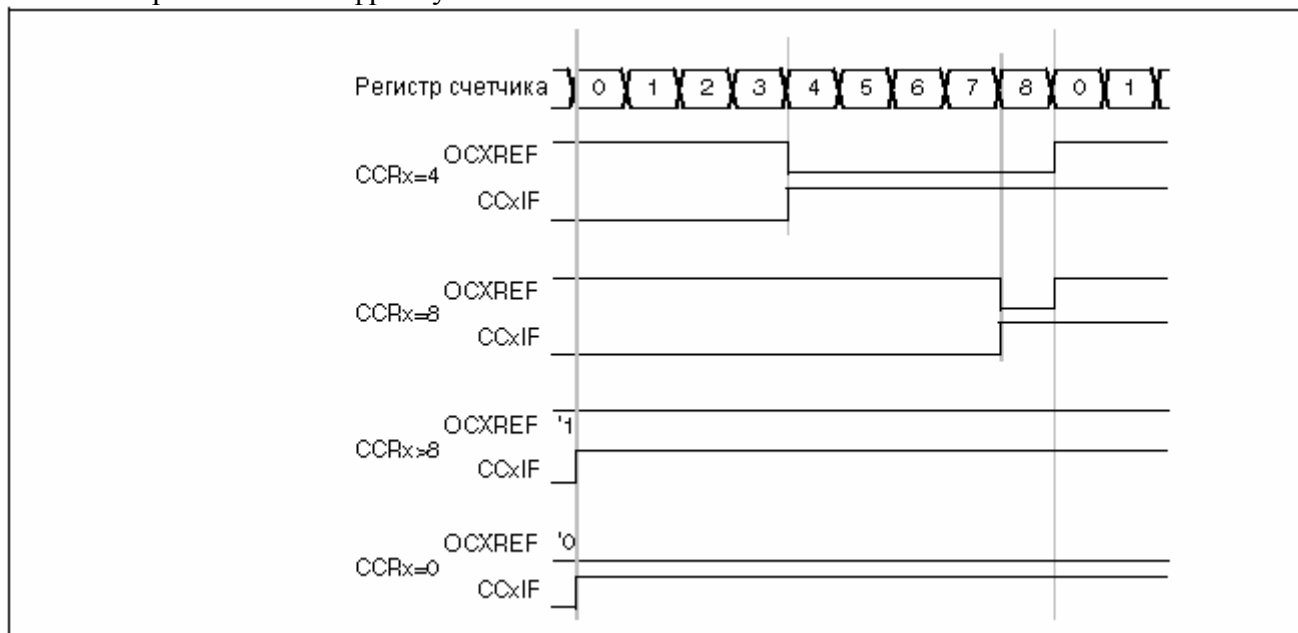 Регистр счетчика 0 1 2 3 4 5 6 7 8 0 1
OCXREF
CCRx=4
CCxIF
OCXREF
CCRx=8
CCxIF
OCXREF '1
CCRx>8
CCxIF
OCXREF '0
CCRx=0
CCxIF